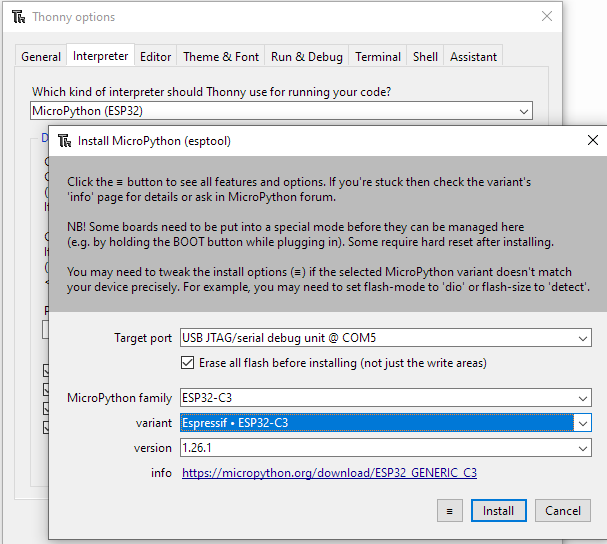 Thonny options
General Interpreter Editor Theme & Font Run & Debug Terminal Shell Assistant
Which kind of interpreter should Thonny use for running your code?
MicroPython (ESP32)
Install MicroPython (esptool)
Click the ≡ button to see all features and options. If you're stuck then check the variant's
'info' page for details or ask in MicroPython forum.
NB! Some boards need to be put into a special mode before they can be managed here
(e.g. by holding the BOOT button while plugging in). Some require hard reset after installing.
You may need to tweak the install options (≡) if the selected MicroPython variant doesn't match
your device precisely. For example, you may need to set flash-mode to 'dio' or flash-size to 'detect'.
Target port USB JTAG/serial debug unit @ COM5
Erase all flash before installing (not just the write areas)
MicroPython family ESP32-C3
variant Espressif • ESP32-C3
version 1.26.1
info https://micropython.org/download/ESP32_GENERIC_C3
≡ Install Cancel